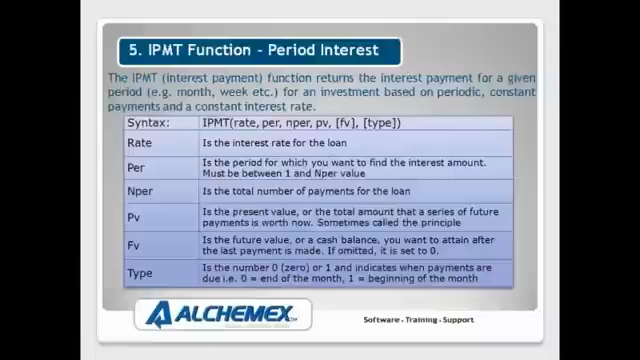 5. IPMT Function – Period Interest
The IPMT (interest payment) function returns the interest payment for a given
period (e.g. month, week etc.) for an investment based on periodic, constant
payments and a constant interest rate.
Syntax: IPMT(rate, per, nper, pv, [fv], [type])
Rate Is the interest rate for the loan
Per Is the period for which you want to find the interest amount.
Must be between 1 and Nper value
Nper Is the total number of payments for the loan
Pv Is the present value, or the total amount that a series of future
payments is worth now. Sometimes called the principle
Fv Is the future value, or a cash balance, you want to attain after
the last payment is made. If omitted, it is set to 0.
Type Is the number 0 (zero) or 1 and indicates when payments are
due i.e. 0 = end of the month, 1 = beginning of the month
ALCHEMEX
Software - Training - Support